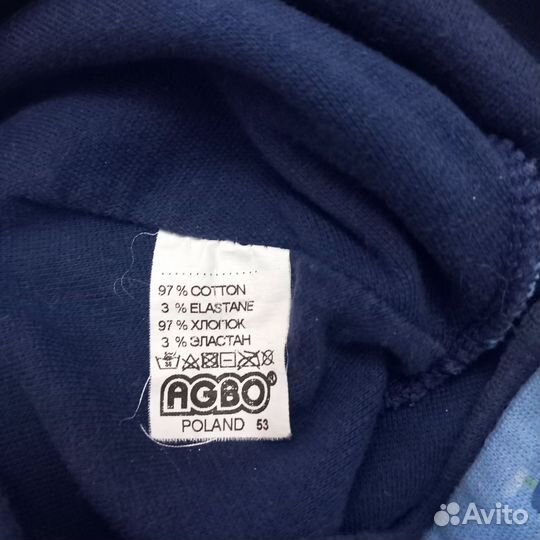 97 % COTTON
3 % ELASTANE
97 % ХЛОПОК
3 % ЭЛАСТАН
AGBO®
POLAND 53
Avito